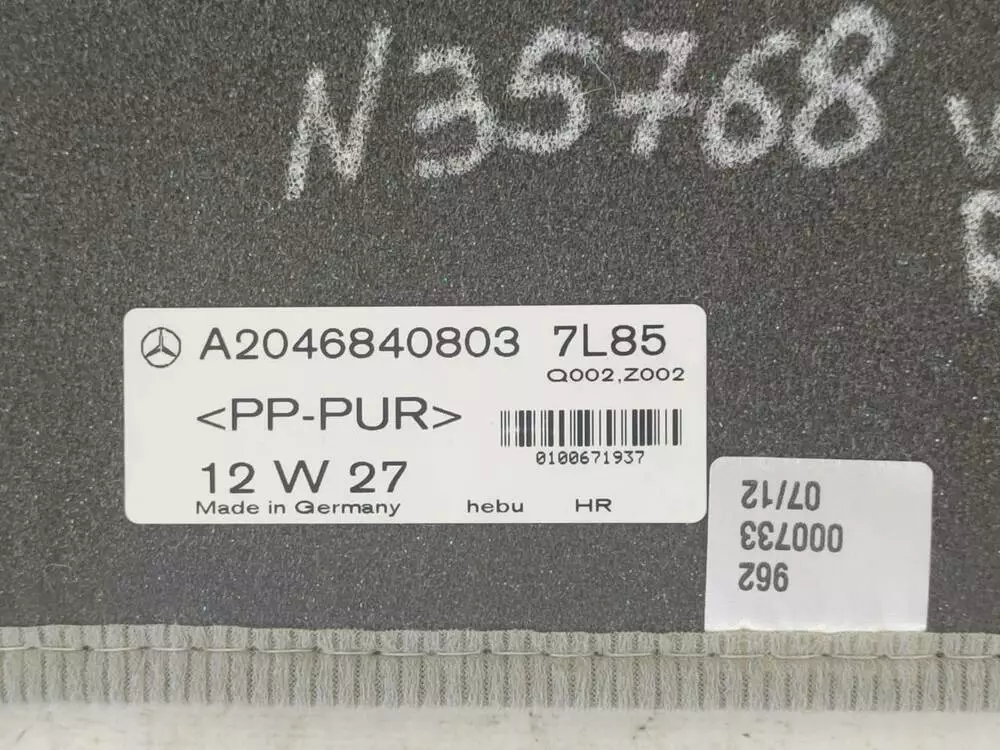 N35768
A2046840803 7L85
Q002,Z002
<PP-PUR>
0100671937
12 W 27
Made in Germany hebu HR
07/12
000733
962